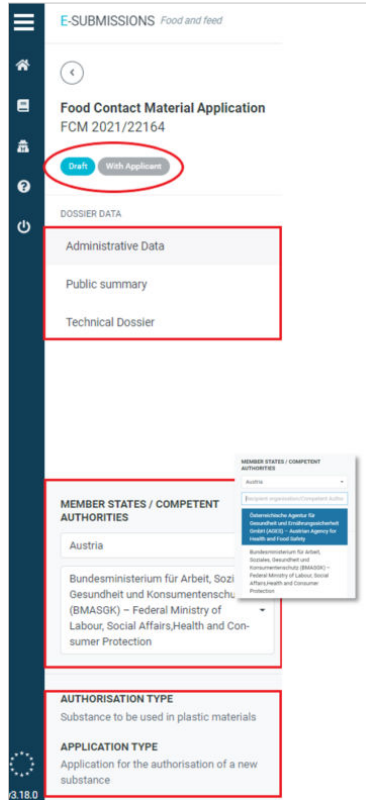 E-SUBMISSIONS Food and feed
Food Contact Material Application
FCM 2021/22164
Draft With Applicant
DOSSIER DATA
Administrative Data
Public summary
Technical Dossier
MEMBER STATES / COMPETENT
AUTHORITIES
Austria
Bundesministerium für Arbeit, Sozi
Gesundheit und Konsumentenschu
(BMASGK) – Federal Ministry of
Labour, Social Affairs,Health and Con-
sumer Protection
MEMBER STATES / COMPETENT
AUTHORITIES
Austria
Recipient organisation/Competent Autho
Österreichische Agentur für
Gesundheit und Ernährungssicherheit
GmbH (AGES) – Austrian Agency for
Health and Food Safety
Bundesministerium für Arbeit,
Soziales, Gesundheit und
Konsumentenschutz (BMASGK) –
Federal Ministry of Labour, Social
Affairs,Health and Consumer
Protection
AUTHORISATION TYPE
Substance to be used in plastic materials
APPLICATION TYPE
Application for the authorisation of a new
substance
v3.18.0